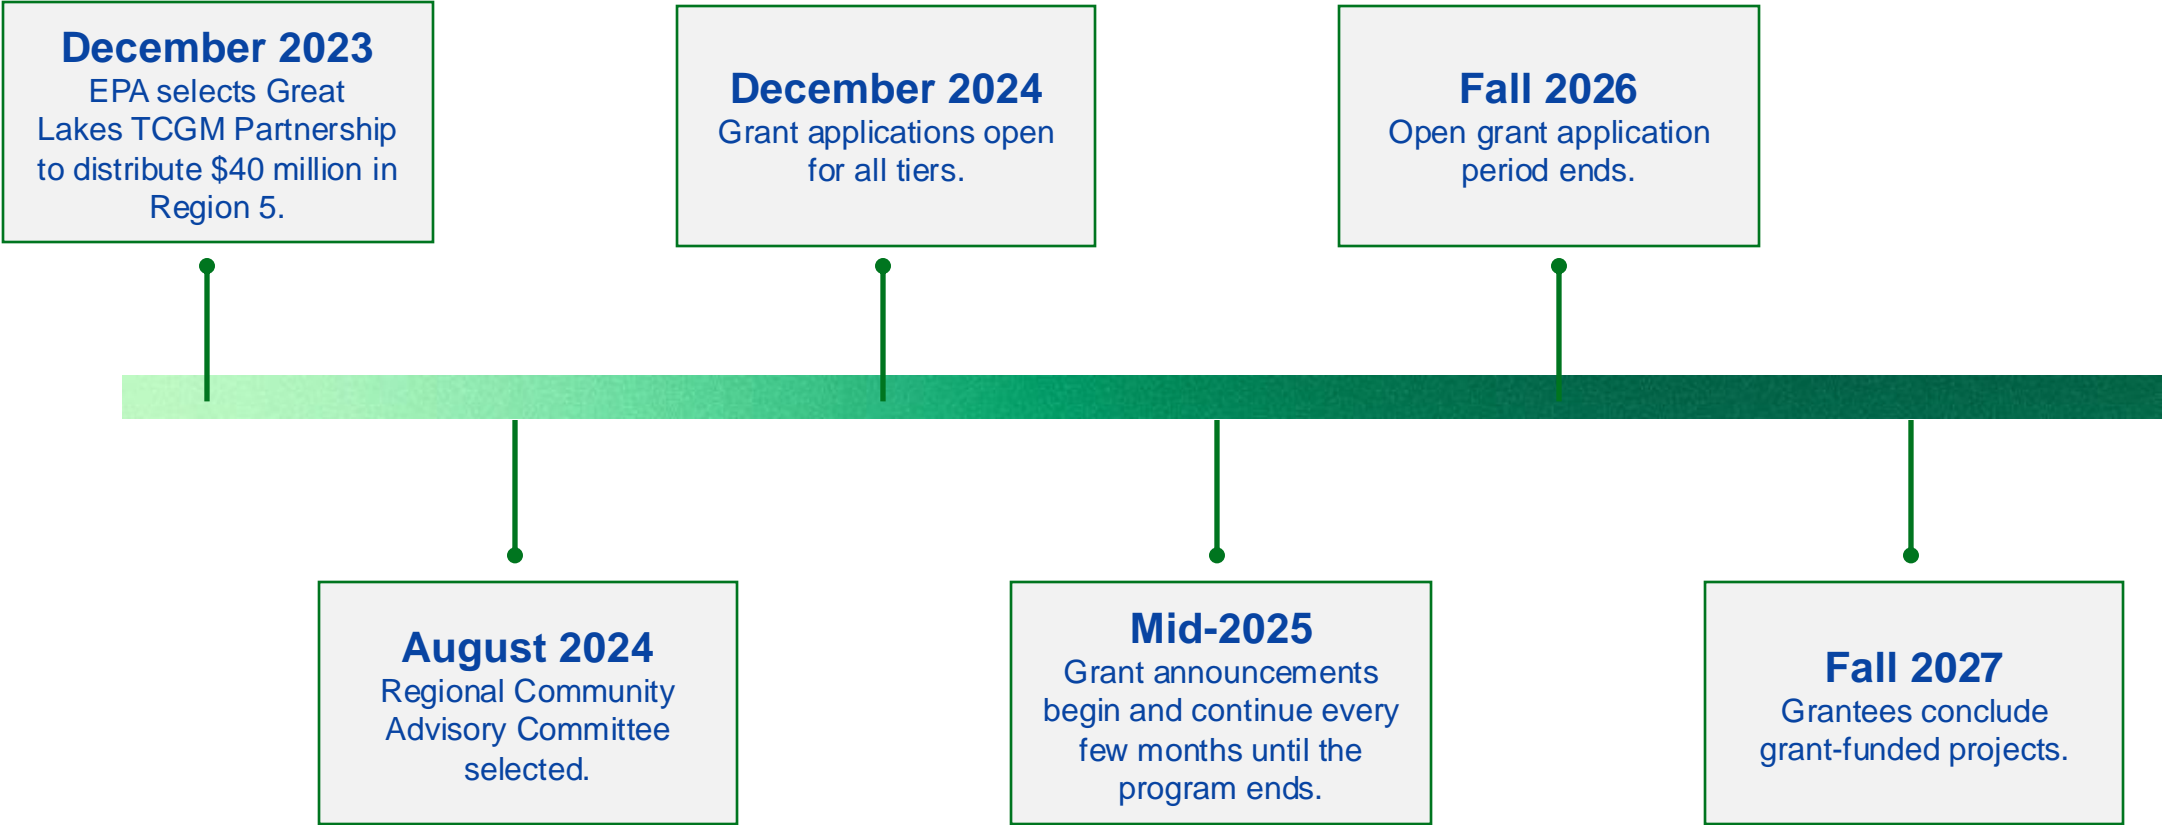 December 2023
EPA selects Great
Lakes TCGM Partnership
to distribute $40 million in
Region 5.
August 2024
Regional Community
Advisory Committee
selected.
December 2024
Grant applications open
for all tiers.
Mid-2025
Grant announcements
begin and continue every
few months until the
program ends.
Fall 2026
Open grant application
period ends.
Fall 2027
Grantees conclude
grant-funded projects.